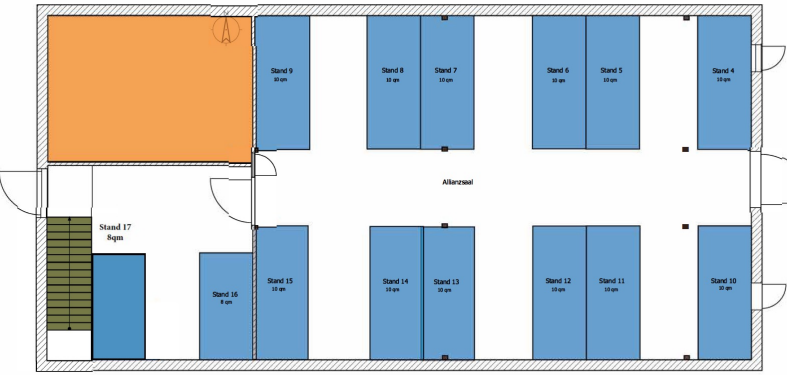 Stand 9
10 qm
Stand 8
10 qm
Stand 7
10 qm
Stand 6
10 qm
Stand 5
10 qm
Stand 4
10 qm
Allianzsaal
Stand 17
8qm
Stand 16
8 qm
Stand 15
10 qm
Stand 14
10 qm
Stand 13
10 qm
Stand 12
10 qm
Stand 11
10 qm
Stand 10
10 qm